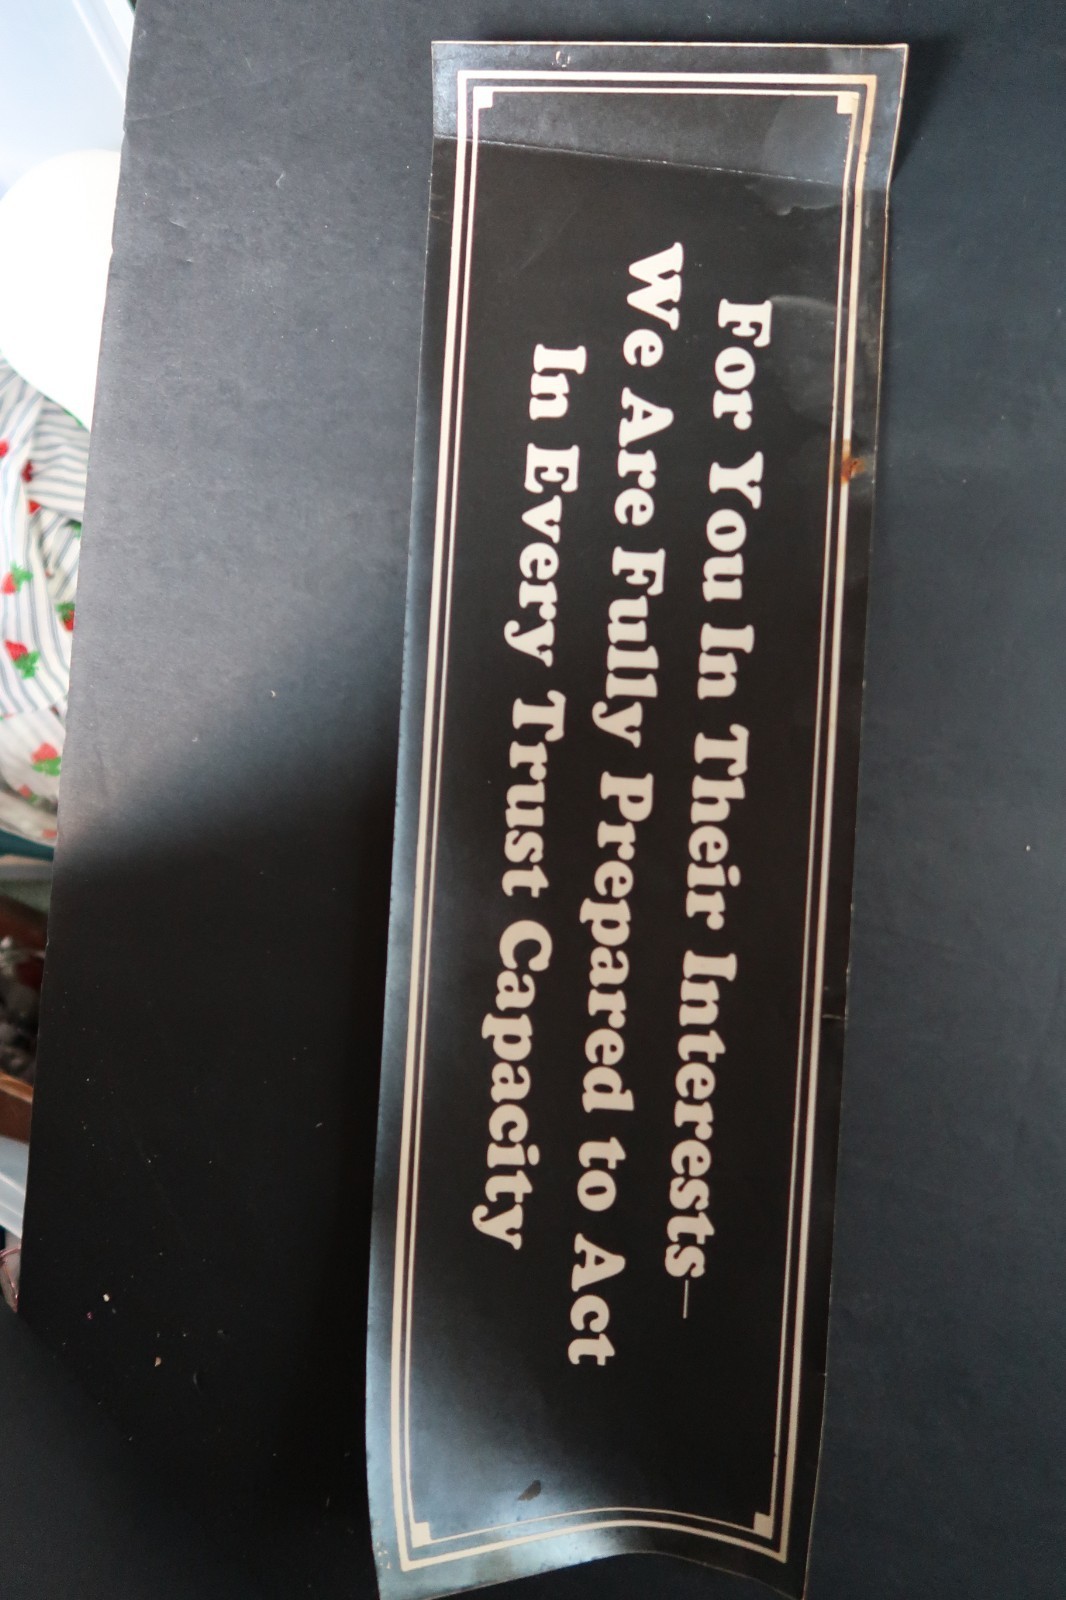 For You In Their Interests—
We Are Fully Prepared to Act
In Every Trust Capacity